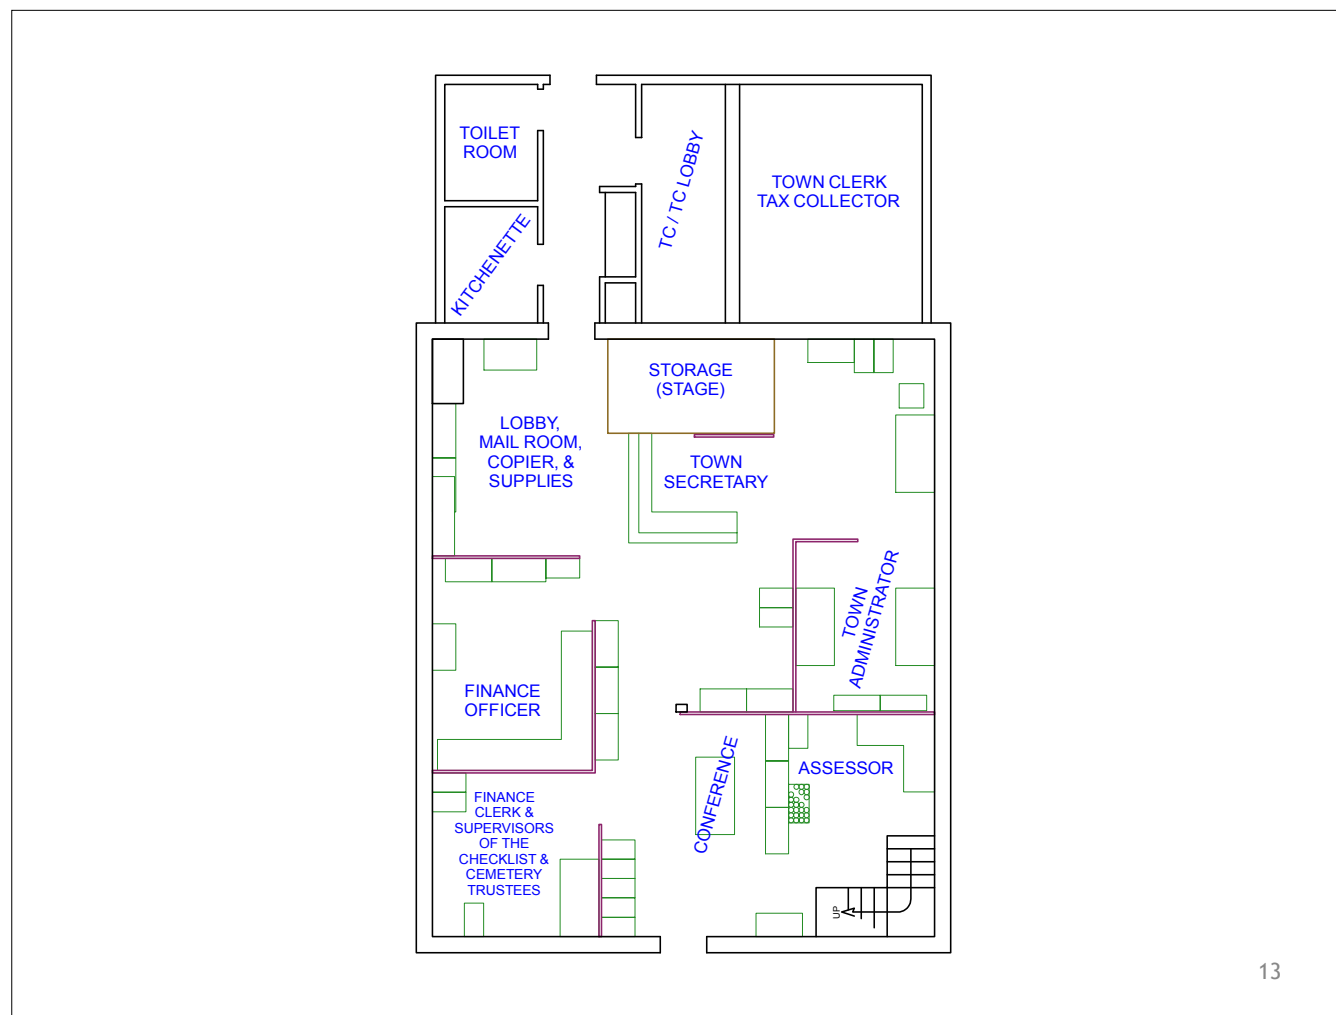 TOILET
ROOM
KITCHENETTE
TC / TC LOBBY
TOWN CLERK
TAX COLLECTOR
STORAGE
(STAGE)
LOBBY,
MAIL ROOM,
COPIER, &
SUPPLIES
TOWN
SECRETARY
TOWN
ADMINISTRATOR
FINANCE
OFFICER
CONFERENCE
ASSESSOR
FINANCE
CLERK &
SUPERVISORS
OF THE
CHECKLIST &
CEMETERY
TRUSTEES
UP
13